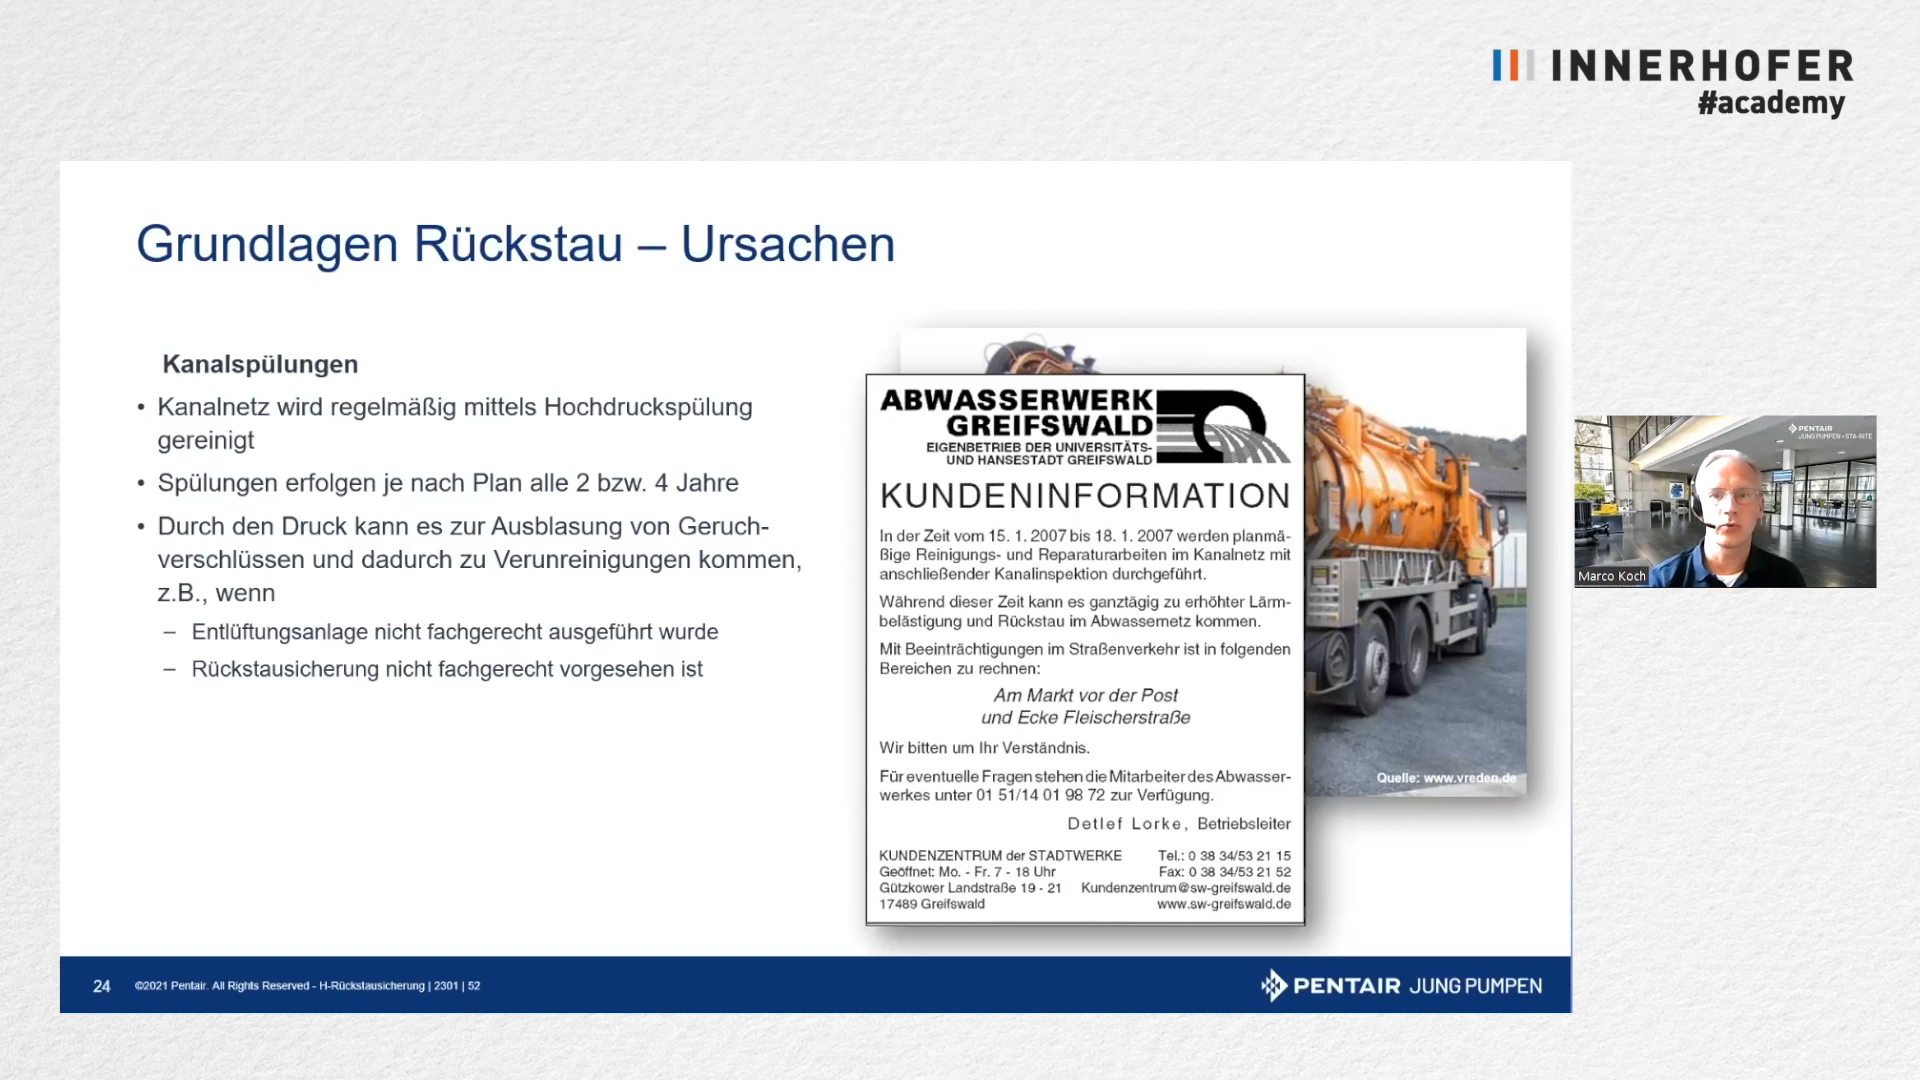 INNERHOFER
#academy
Grundlagen Rückstau – Ursachen
Kanalspülungen
• Kanalnetz wird regelmäßig mittels Hochdruckspülung
gereinigt
• Spülungen erfolgen je nach Plan alle 2 bzw. 4 Jahre
• Durch den Druck kann es zur Ausblasung von Geruch-
verschlüssen und dadurch zu Verunreinigungen kommen,
z.B., wenn
– Entlüftungsanlage nicht fachgerecht ausgeführt wurde
– Rückstausicherung nicht fachgerecht vorgesehen ist
ABWASSERWERK
GREIFSWALD
EIGENBETRIEB DER UNIVERSITÄTS-
UND HANSESTADT GREIFSWALD
KUNDENINFORMATION
In der Zeit vom 15. 1. 2007 bis 18. 1. 2007 werden planmä-
ßige Reinigungs- und Reparaturarbeiten im Kanalnetz mit
anschließender Kanalinspektion durchgeführt.
Während dieser Zeit kann es ganztägig zu erhöhter Lärm-
belästigung und Rückstau im Abwassernetz kommen.
Mit Beeinträchtigungen im Straßenverkehr ist in folgenden
Bereichen zu rechnen:
Am Markt vor der Post
und Ecke Fleischerstraße
Wir bitten um Ihr Verständnis.
Für eventuelle Fragen stehen die Mitarbeiter des Abwasser-
werkes unter 01 51/14 01 98 72 zur Verfügung.
Detlef Lorke, Betriebsleiter
KUNDENZENTRUM der STADTWERKE Tel.: 0 38 34/53 21 15
Geöffnet: Mo. - Fr. 7 - 18 Uhr Fax: 0 38 34/53 21 52
Gützkower Landstraße 19 - 21 Kundenzentrum@sw-greifswald.de
17489 Greifswald www.sw-greifswald.de
Quelle: www.vreden.de
PENTAIR
JUNG PUMPEN + STA-RITE
Marco Koch
24 ©2021 Pentair. All Rights Reserved - H-Rückstausicherung | 2301 | 52
PENTAIR JUNG PUMPEN